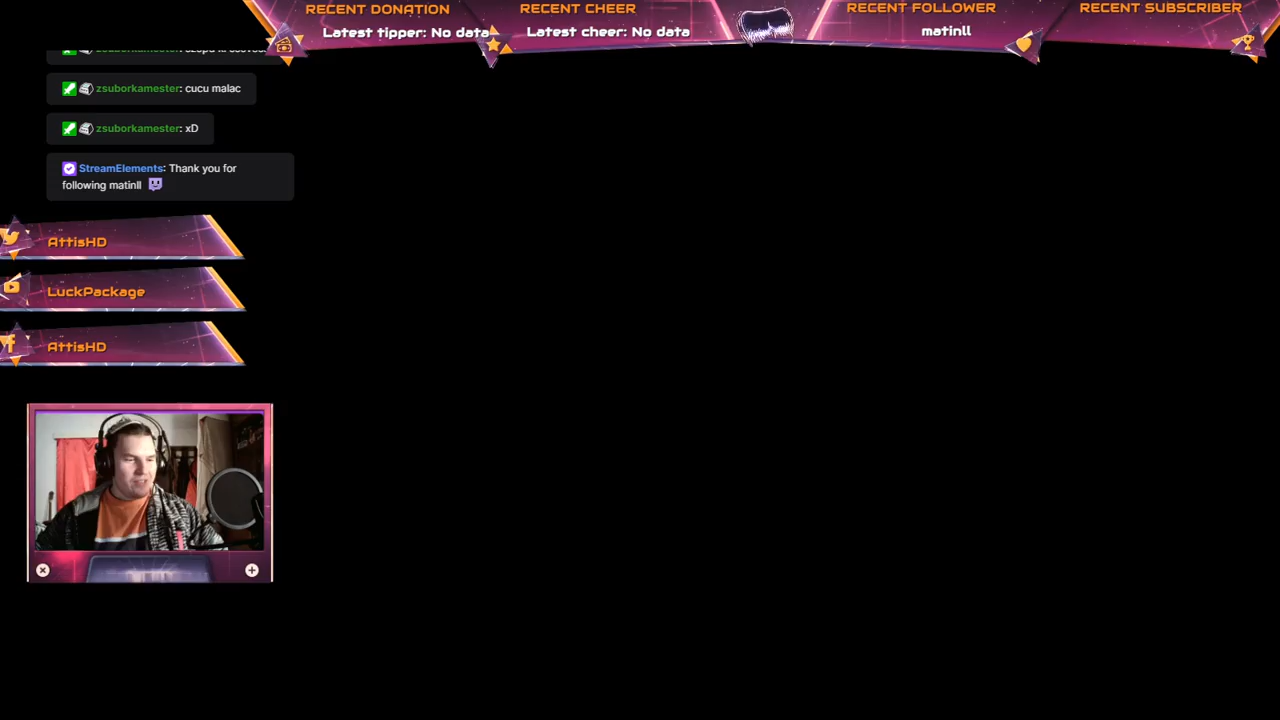 RECENT DONATION
Latest tipper: No data
RECENT CHEER
Latest cheer: No data
RECENT FOLLOWER
matinll
RECENT SUBSCRIBER
zsuborkamester:
zsuborkamester: cucu malac
zsuborkamester: xD
StreamElements: Thank you for
following matinll
AttisHD
LuckPackage
AttisHD